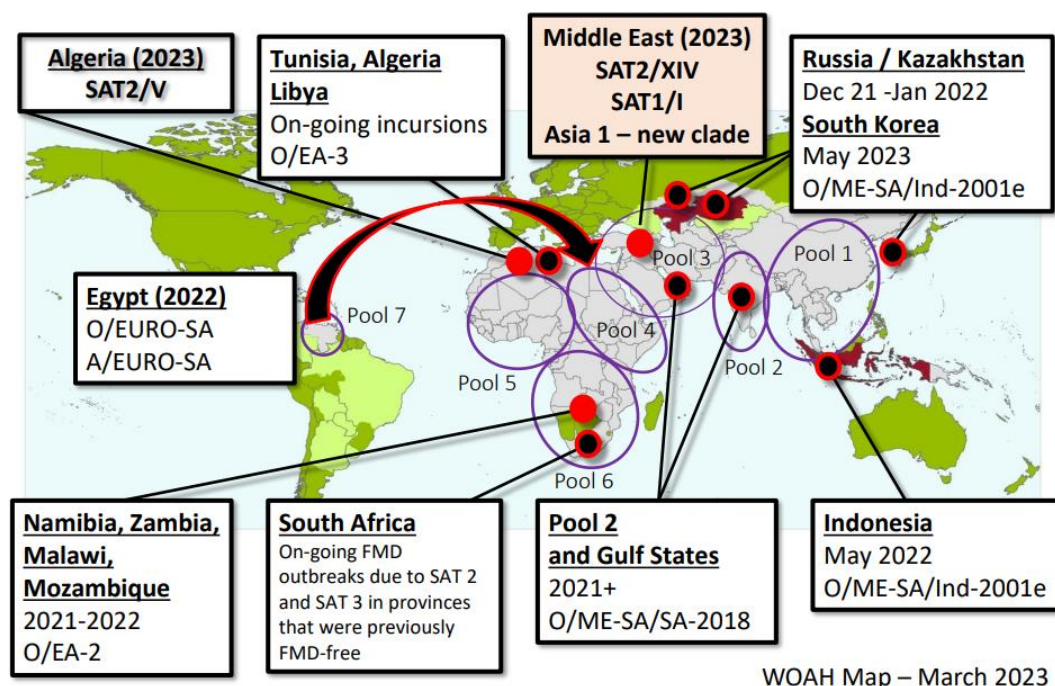 Algeria (2023)
SAT2/V
Tunisia, Algeria
Libya
On-going incursions
O/EA-3
Middle East (2023)
SAT2/XIV
SAT1/I
Asia 1 – new clade
Russia / Kazakhstan
Dec 21 -Jan 2022
South Korea
May 2023
O/ME-SA/Ind-2001e
Egypt (2022)
O/EURO-SA
A/EURO-SA
Pool 7
Pool 5
Pool 4
Pool 3
Pool 2
Pool 1
Pool 6
Namibia, Zambia,
Malawi,
Mozambique
2021-2022
O/EA-2
South Africa
On-going FMD
outbreaks due to SAT 2
and SAT 3 in provinces
that were previously
FMD-free
Pool 2
and Gulf States
2021+
O/ME-SA/SA-2018
Indonesia
May 2022
O/ME-SA/Ind-2001e
WOAH Map – March 2023